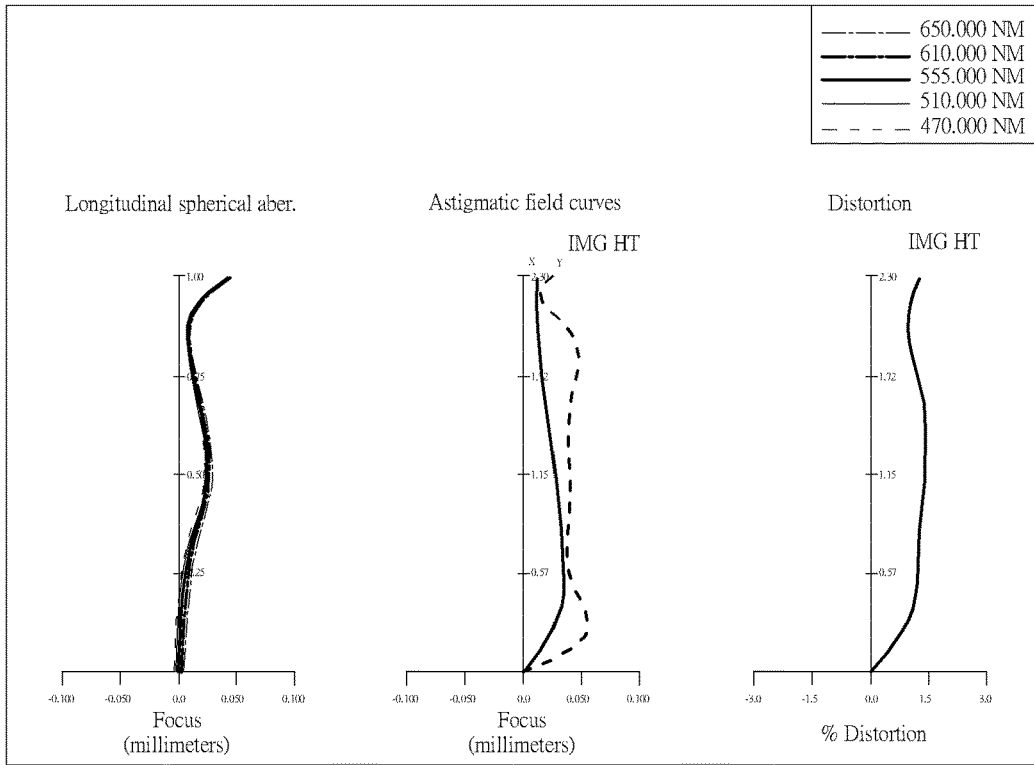 650.000 NM
610.000 NM
555.000 NM
510.000 NM
470.000 NM
Longitudinal spherical aber.
Astigmatic field curves
Distortion
IMG HT
IMG HT
X
Y
1.00
0.75
0.50
0.25
2.30
1.72
1.15
0.57
2.30
1.72
1.15
0.57
-0.100
-0.050
0.0
0.050
0.100
-0.100
-0.050
0.0
0.050
0.100
-3.0
-1.5
0.0
1.5
3.0
Focus
(millimeters)
Focus
(millimeters)
% Distortion